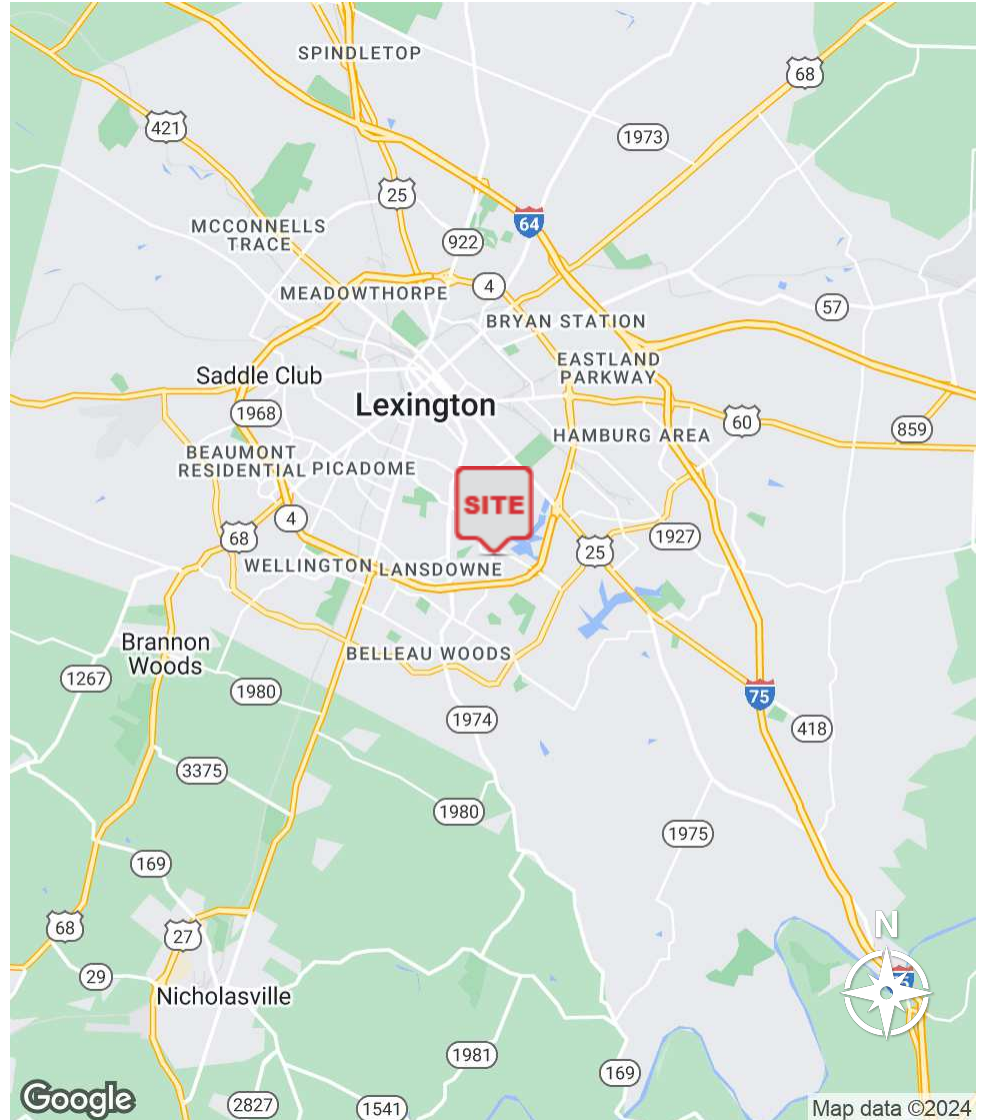 SPINDLETOP
68
421
1973
25
64
MCCONNELLS
TRACE
922
4
MEADOWTHORPE
57
BRYAN STATION
EASTLAND
PARKWAY
Saddle Club
Lexington
1968
60
859
HAMBURG AREA
BEAUMONT
RESIDENTIAL
PICADOME
SITE
4
68
1927
25
WELLINGTON
LANSDOWNE
Brannon
Woods
BELLEAU WOODS
1267
1980
75
1974
418
3375
1980
1975
169
68
27
N
29
Nicholasville
1981
169
Google
2827
1541
Map data ©2024